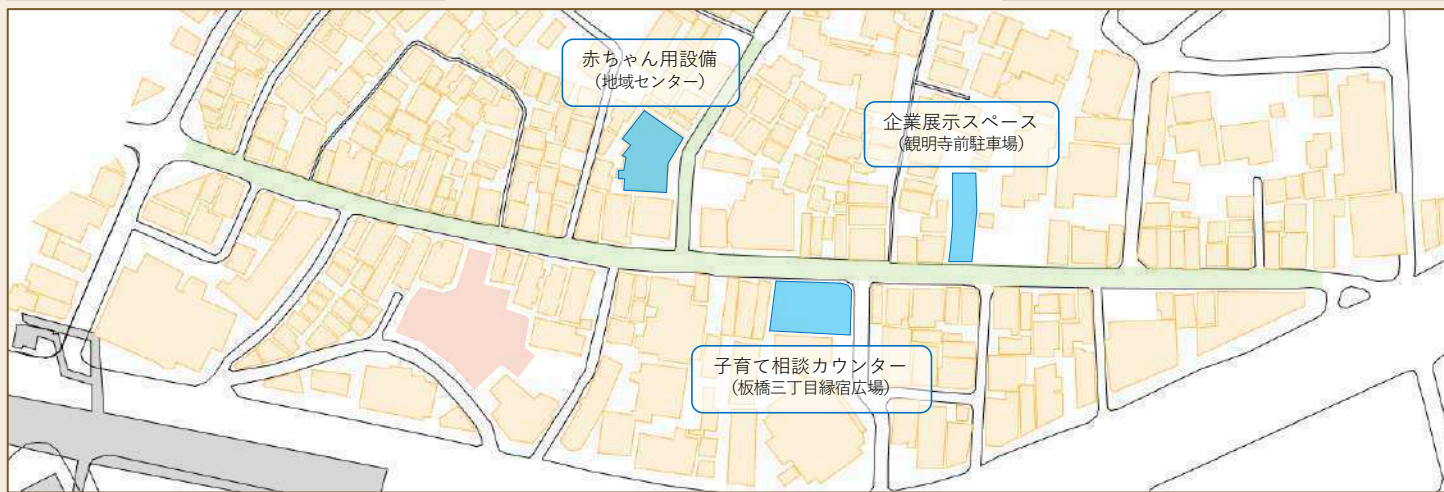 赤ちゃん用設備
（地域センター）
企業展示スペース
（観明寺前駐車場）
子育て相談カウンター
（板橋三丁目縁宿広場）